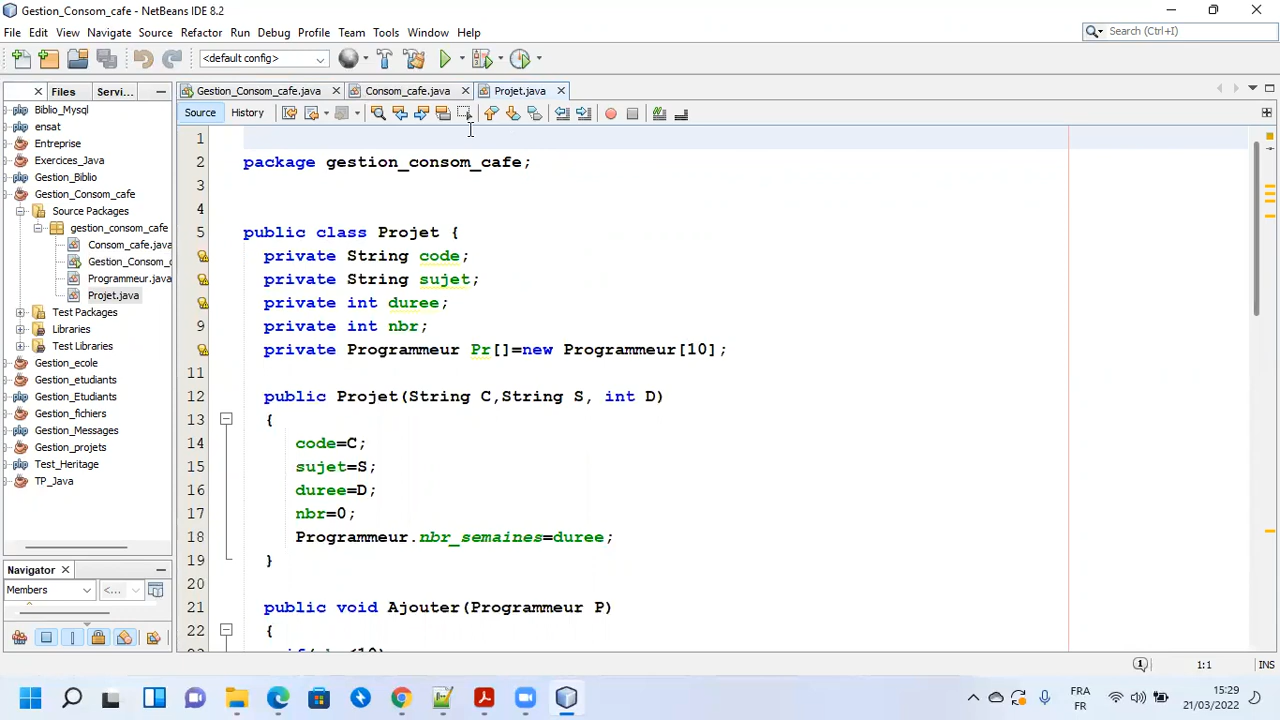 Gestion_Consom_cafe - NetBeans IDE 8.2
File Edit View Navigate Source Refactor Run Debug Profile Team Tools Window Help
Search (Ctrl+I)
<default config>
Files Servi...
Gestion_Consom_cafe.java Consom_cafe.java Projet.java
Source History
Biblio_Mysql
ensat
Entreprise
Exercices_Java
Gestion_Biblio
Gestion_Consom_cafe
Source Packages
gestion_consom_cafe
Consom_cafe.java
Gestion_Consom_c
Programmeur.java
Projet.java
Test Packages
Libraries
Test Libraries
Gestion_ecole
Gestion_etudiants
Gestion_Etudiants
Gestion_fichiers
Gestion_Messages
Gestion_projets
Test_Heritage
TP_Java
Navigator
Members <...
1
2 package gestion_consom_cafe;
3
4
5 public class Projet {
private String code;
private String sujet;
private int duree;
9 private int nbr;
private Programmeur Pr[]=new Programmeur[10];
11
12 public Projet(String C,String S, int D)
13 {
14 code=C;
15 sujet=S;
16 duree=D;
17 nbr=0;
18 Programmeur.nbr_semaines=duree;
19 }
20
21 public void Ajouter(Programmeur P)
22 {
1 1:1 INS
FRA
FR
15:29
21/03/2022